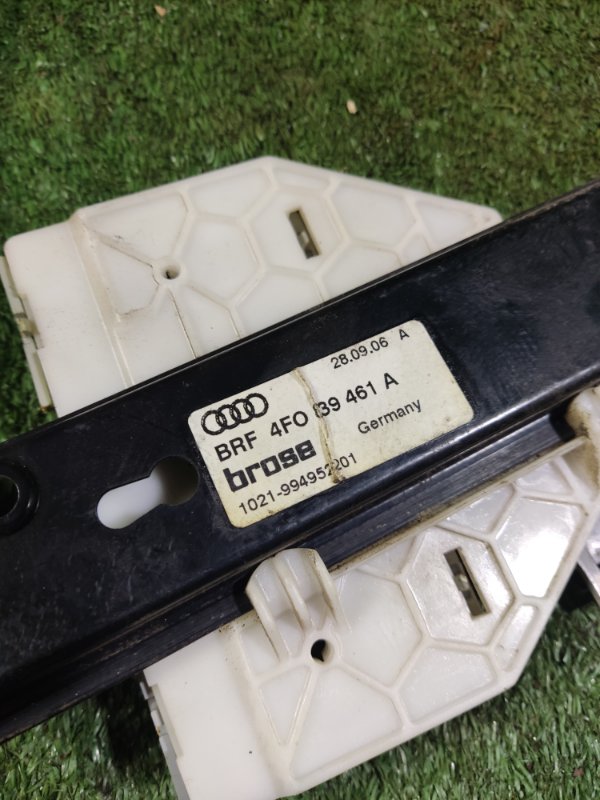 28.09.06 A
BRF 4F0 839 461 A
brose Germany
1021-994952201